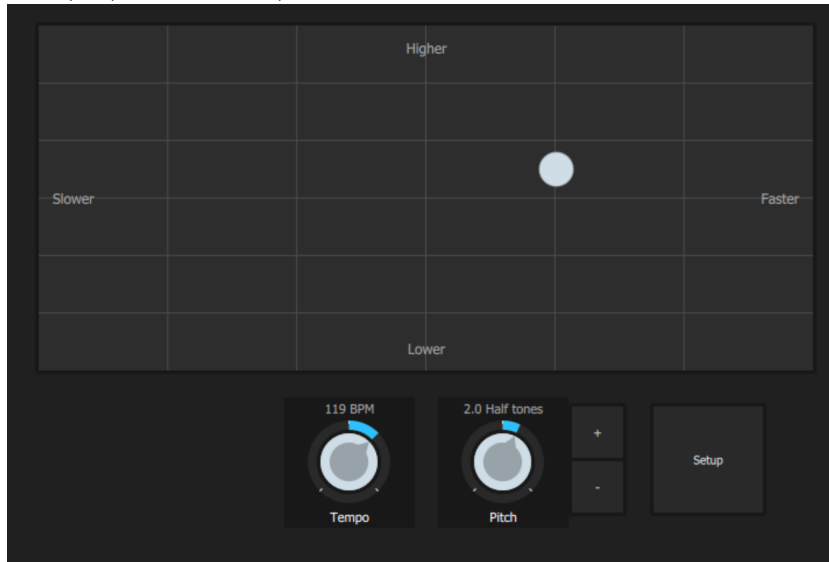 Higher
Slower
Faster
Lower
119 BPM
2.0 Half tones
+
Setup
-
Tempo
Pitch